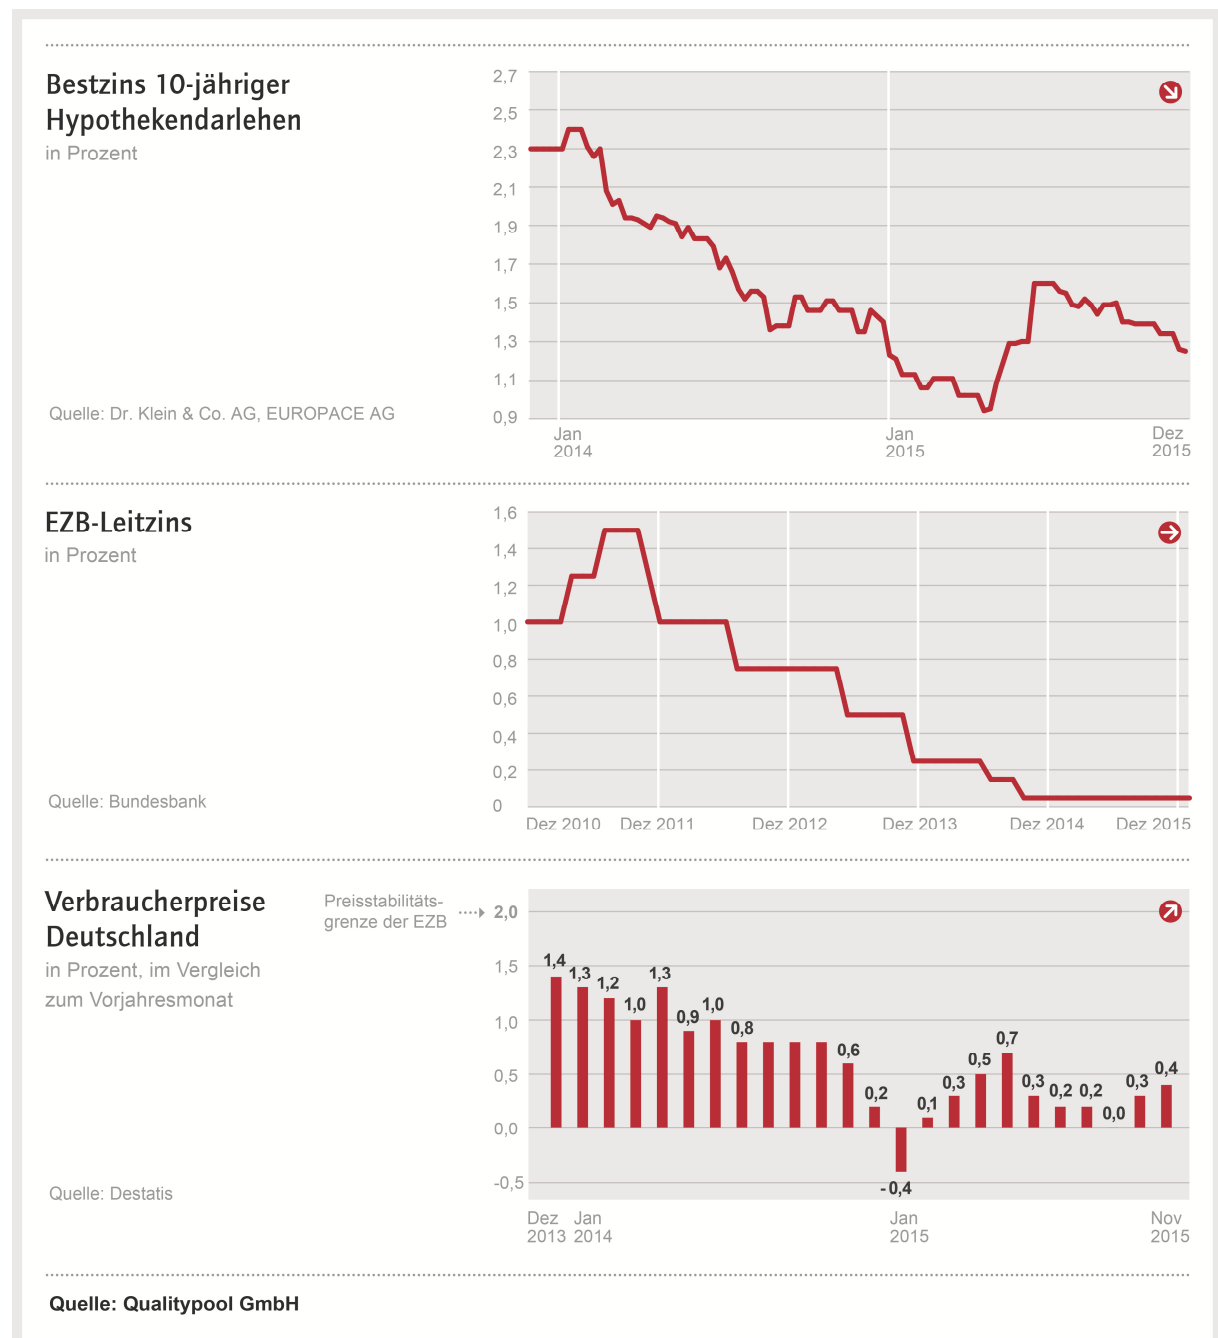 Bestzins 10-jähriger
Hypothekendarlehen
in Prozent
Quelle: Dr. Klein & Co. AG, EUROPACE AG
2,7
2,5
2,3
2,1
1,9
1,7
1,5
1,3
1,1
0,9
Jan
2014
Jan
2015
Dez
2015
EZB-Leitzins
in Prozent
Quelle: Bundesbank
1,6
1,4
1,2
1,0
0,8
0,6
0,4
0,2
0
Dez 2010 Dez 2011 Dez 2012 Dez 2013 Dez 2014 Dez 2015
Verbraucherpreise
Deutschland
in Prozent, im Vergleich
zum Vorjahresmonat
Preisstabilitäts-
grenze der EZB
Quelle: Destatis
2,0
1,5
1,0
0,5
0,0
-0,5
1,4 1,3 1,2 1,0 1,3 0,9 1,0 0,8 0,6 0,2 -0,4 0,1 0,3 0,5 0,7 0,3 0,2 0,2 0,0 0,3 0,4
Dez
2013
Jan
2014
Jan
2015
Nov
2015
Quelle: Qualitypool GmbH